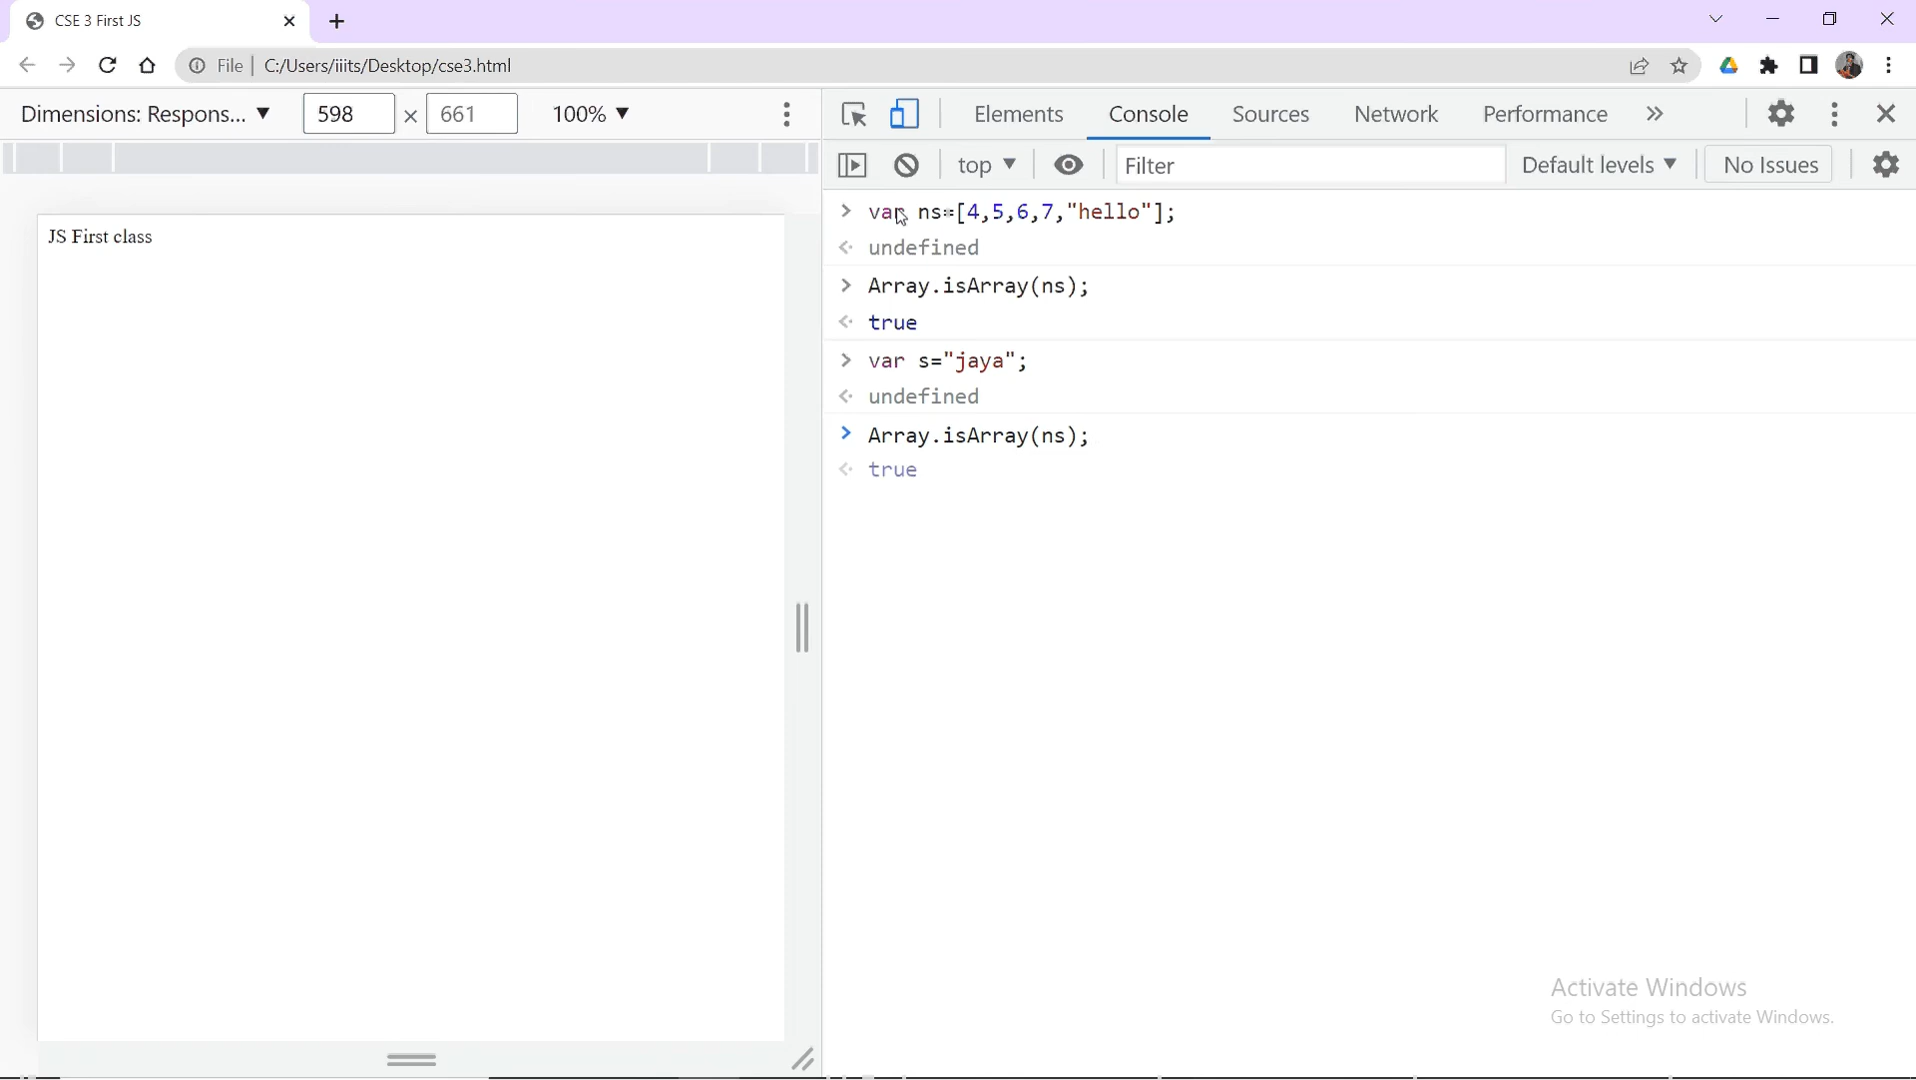 CSE 3 First JS
File
C:/Users/iiits/Desktop/cse3.html
Dimensions: Respons...
598
×
661
100%
Elements
Console
Sources
Network
Performance
top
Filter
Default levels
No Issues
JS First class
> var ns=[4,5,6,7,"hello"];
undefined
> Array.isArray(ns);
true
> var s="jaya";
undefined
> Array.isArray(ns);
true
Activate Windows
Go to Settings to activate Windows.